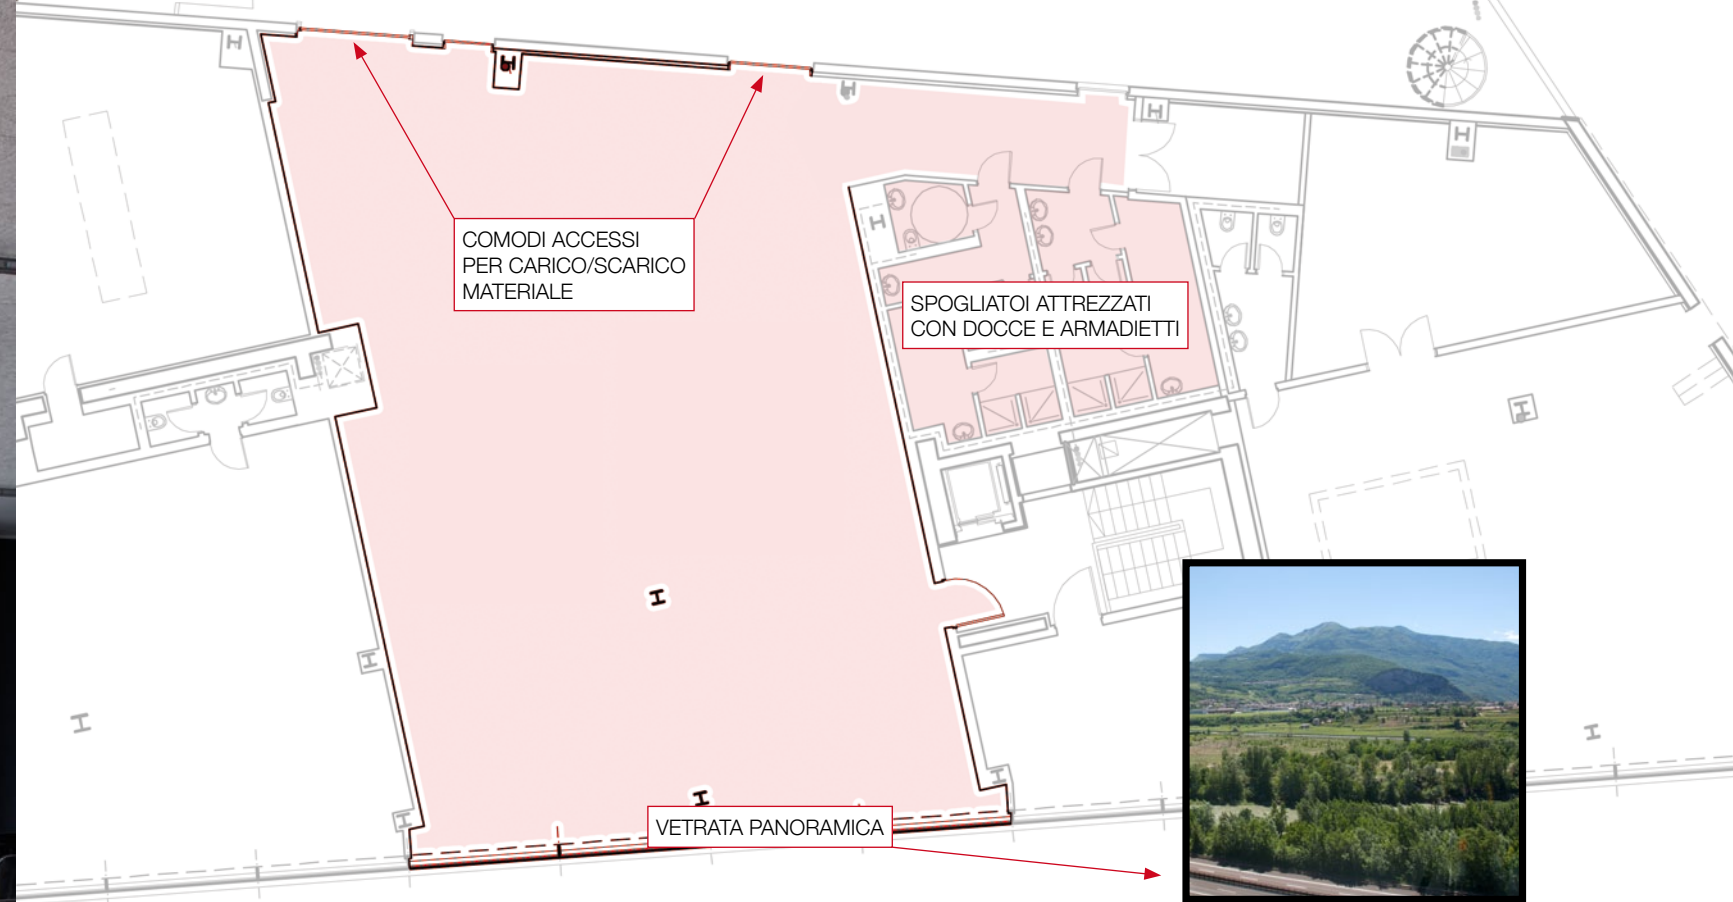 COMODI ACCESSI
PER CARICO/SCARICO
MATERIALE
SPOGLIATOI ATTREZZATI
CON DOCCE E ARMADIETTI
VETRATA PANORAMICA